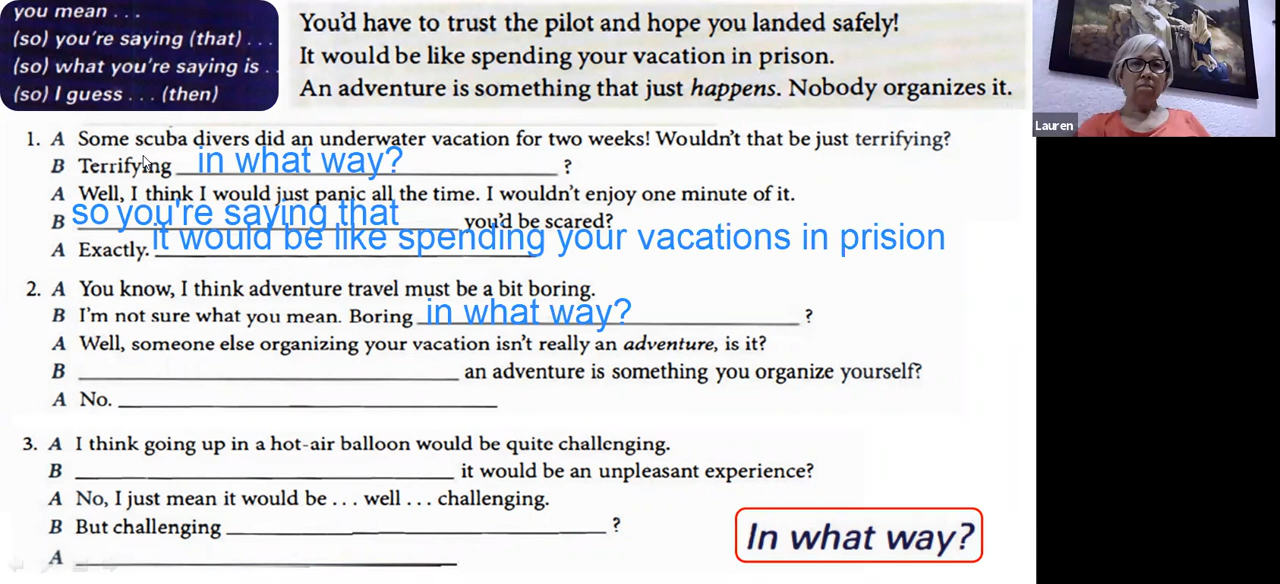 you mean . . .
(so) you're saying (that) . . .
(so) what you're saying is . .
(so) I guess . . . (then)
You'd have to trust the pilot and hope you landed safely!
It would be like spending your vacation in prison.
An adventure is something that just happens. Nobody organizes it.
Lauren
1. A Some scuba divers did an underwater vacation for two weeks! Wouldn't that be just terrifying?
B Terrifying in what way? ?
A Well, I think I would just panic all the time. I wouldn't enjoy one minute of it.
B so you're saying that you'd be scared?
A Exactly. it would be like spending your vacations in prision
2. A You know, I think adventure travel must be a bit boring.
B I'm not sure what you mean. Boring in what way? ?
A Well, someone else organizing your vacation isn't really an adventure, is it?
B an adventure is something you organize yourself?
A No.
3. A I think going up in a hot-air balloon would be quite challenging.
B it would be an unpleasant experience?
A No, I just mean it would be . . . well . . . challenging.
B But challenging ?
A
In what way?